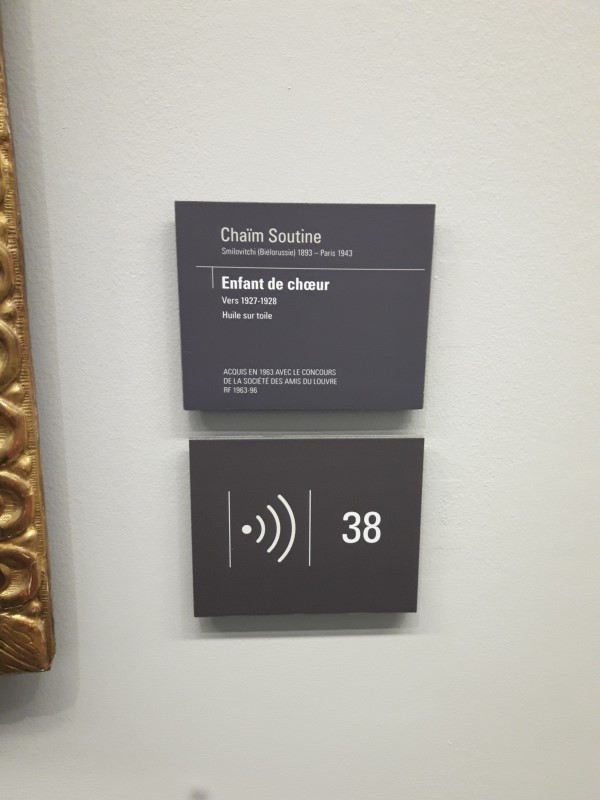 Chaïm Soutine
Smilovitchi (Biélorussie) 1893 – Paris 1943
Enfant de chœur
Vers 1927-1928
Huile sur toile
ACQUIS EN 1963 AVEC LE CONCOURS
DE LA SOCIÉTÉ DES AMIS DU LOUVRE
RF 1963-96
38